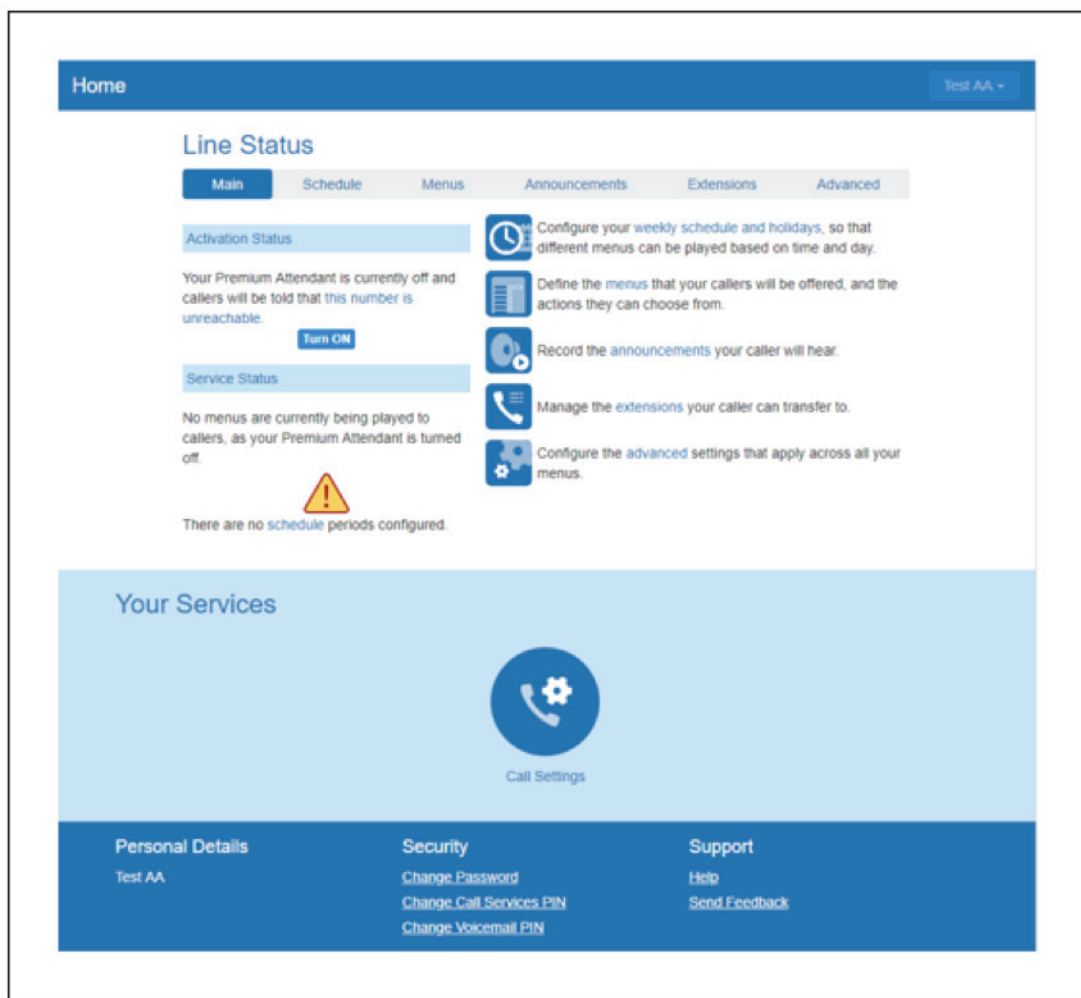 Home
Test AA
Line Status
Main
Schedule
Menus
Announcements
Extensions
Advanced
Activation Status
Your Premium Attendant is currently off and
callers will be told that this number is
unreachable.
Turn ON
Service Status
No menus are currently being played to
callers, as your Premium Attendant is turned
off.
There are no schedule periods configured.
Configure your weekly schedule and holidays, so that
different menus can be played based on time and day.
Define the menus that your callers will be offered, and the
actions they can choose from.
Record the announcements your caller will hear.
Manage the extensions your caller can transfer to.
Configure the advanced settings that apply across all your
menus.
Your Services
Call Settings
Personal Details
Test AA
Security
Change Password
Change Call Services PIN
Change Voicemail PIN
Support
Help
Send Feedback